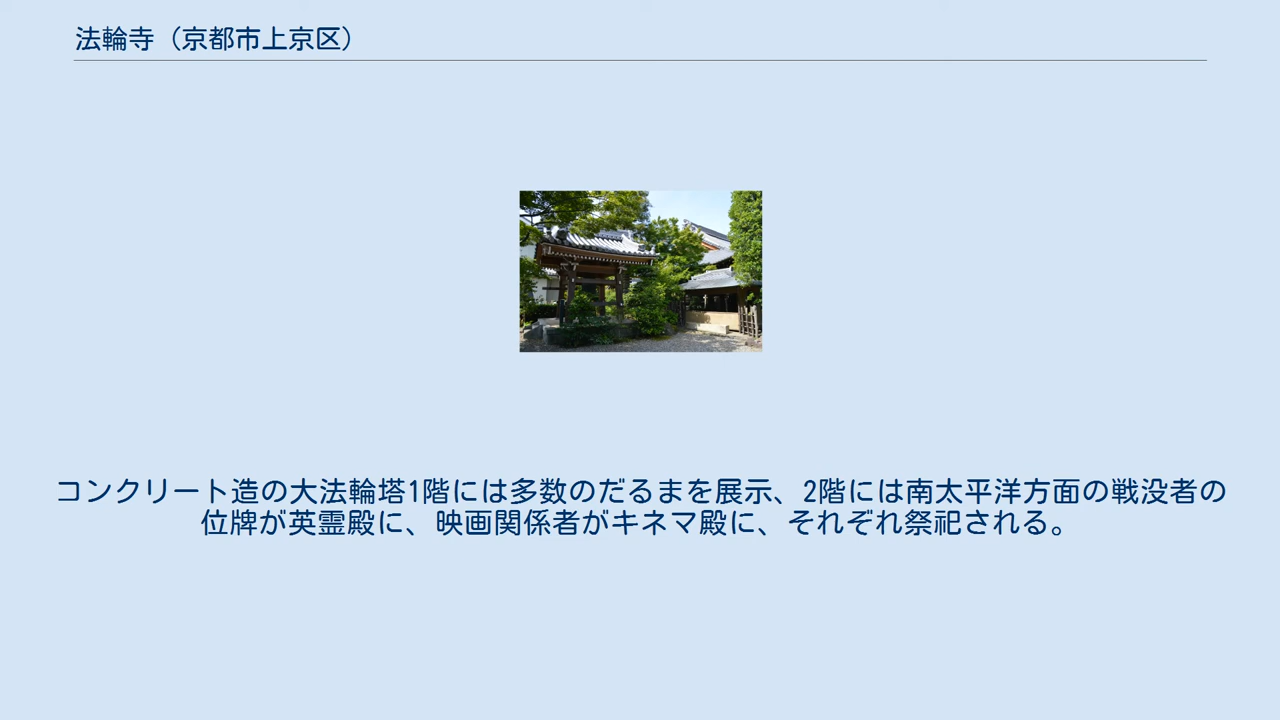 法輪寺（京都市上京区）
コンクリート造の大法輪塔1階には多数のだるまを展示、2階には南太平洋方面の戦没者の
位牌が英霊殿に、映画関係者がキネマ殿に、それぞれ祭祀される。